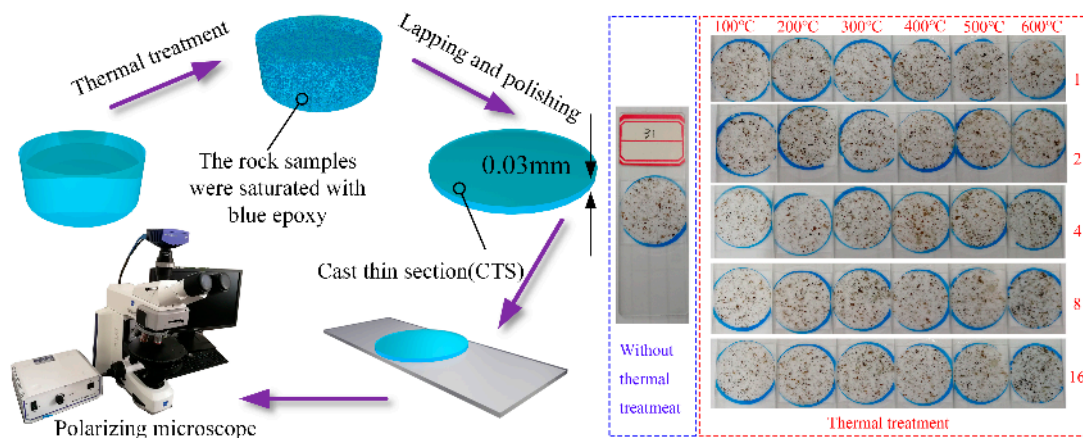 Thermal treatment
Lapping and polishing
The rock samples
were saturated with
blue epoxy
0.03mm
Cast thin section(CTS)
Polarizing microscope
31
Without
thermal
treatmeat
100℃ 200℃ 300℃ 400℃ 500℃ 600℃
1
2
4
8
16
Thermal treatment